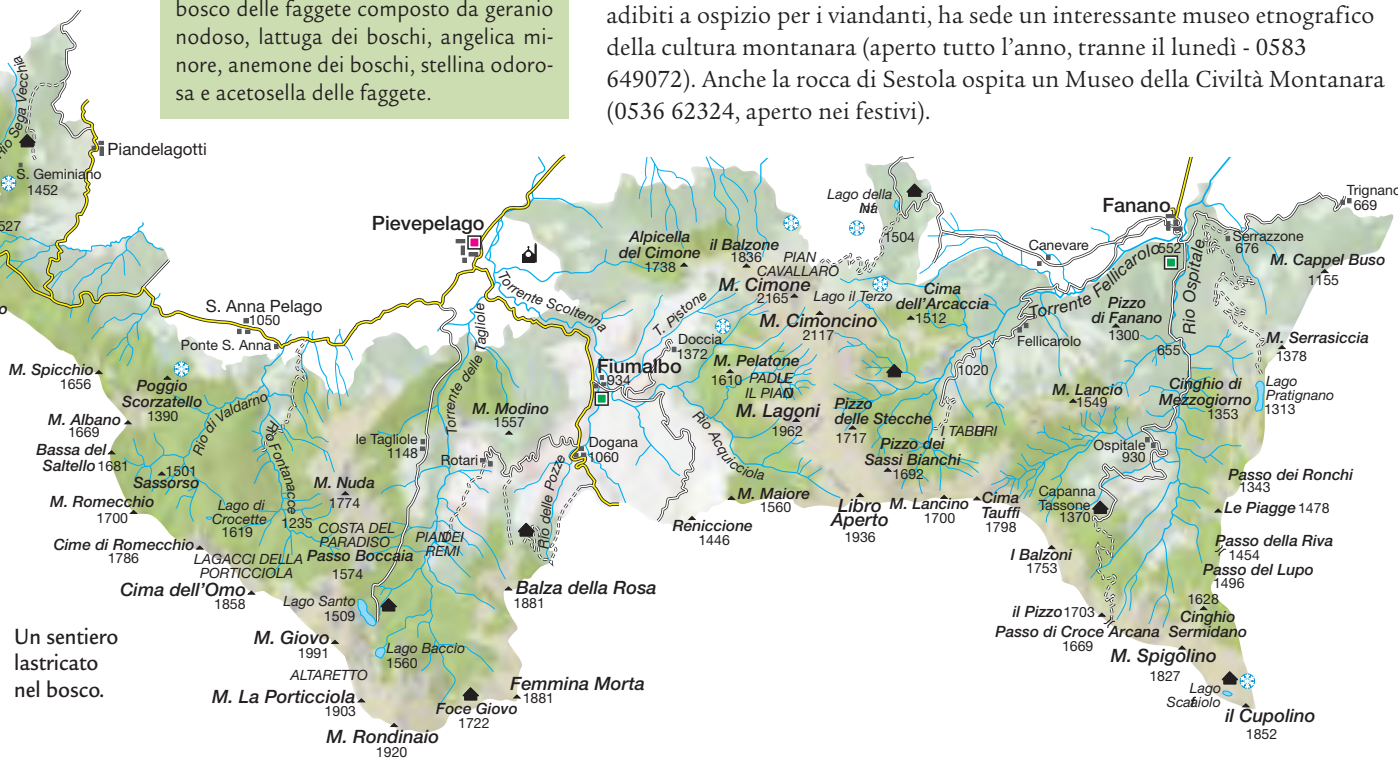 bosco delle faggete composto da geranio
nodoso, lattuga dei boschi, angelica mi-
nore, anemone dei boschi, stellina odoro-
sa e acetosella delle faggete.
adibiti a ospizio per i viandanti, ha sede un interessante museo etnografico
della cultura montanara (aperto tutto l'anno, tranne il lunedì - 0583
649072). Anche la rocca di Sestola ospita un Museo della Civiltà Montanara
(0536 62324, aperto nei festivi).
Rio Sega Vecchia
Piandelagotti
S. Geminiano
1452
527
Pievepelago
S. Anna Pelago
1050
Ponte S. Anna
M. Spicchio
1656
Poggio
Scorzatello
1390
M. Albano
1669
Bassa del
Saltello 1681
1501
Sassorso
M. Romecchio
1700
Cime di Romecchio
1786
Rio di Valdarno
Rio Fontanacce
1235
Lago di
Crocette
1619
LAGACCI DELLA
PORTICCIOLA
Cima dell'Omo
1858
M. Nuda
1774
COSTA DEL
PARADISO
Passo Boccaia
1574
Lago Santo
1509
M. Giovo
1991
Lago Baccio
1560
ALTARETTO
M. La Porticciola
1903
M. Rondinaio
1920
Foce Giovo
1722
Femmina Morta
1881
Balza della Rosa
1881
Torrente delle Tagliole
le Tagliole
1148
Rotari
M. Modino
1557
REMI
Rio delle Pozze
Dogana
1060
Torrente Scoltenna
Fiumalbo
934
T. Pistone
Doccia
1372
Alpicella
del Cimone
1738
il Balzone
1836
PIAN
CAVALLARO
M. Cimone
2165
Lago il Terzo
M. Cimoncino
2117
Lago della
1504
Cima
dell'Arcaccia
1512
M. Pelatone
1610
IL PIANO
M. Lagoni
1962
Rio Acquicciola
Reniccione
1446
M. Maiore
1560
Pizzo
delle Stecche
1717
Pizzo dei
Sassi Bianchi
1692
Libro
Aperto
1936
M. Lancino
1700
Cima
Tauffi
1798
I Balzoni
1753
Canevare
Fanano
652
Torrente Fellicarolo
Fellicarolo
1020
Pizzo
di Fanano
1300
655
Rio Ospitale
Serrazzone
676
Trignano
669
M. Cappel Buso
1155
M. Serrasiccia
1378
Lago
Pratignano
1313
M. Lancio
1549
Cinghio di
Mezzogiorno
1353
Ospitale
930
Capanna
Tassone
1370
Passo dei Ronchi
1343
Le Piagge 1478
Passo della Riva
1454
Passo del Lupo
1496
1628
Cinghio
Sermidano
il Pizzo 1703
Passo di Croce Arcana
1669
M. Spigolino
1827
Lago
il Cupolino
1852
Un sentiero
lastricato
nel bosco.